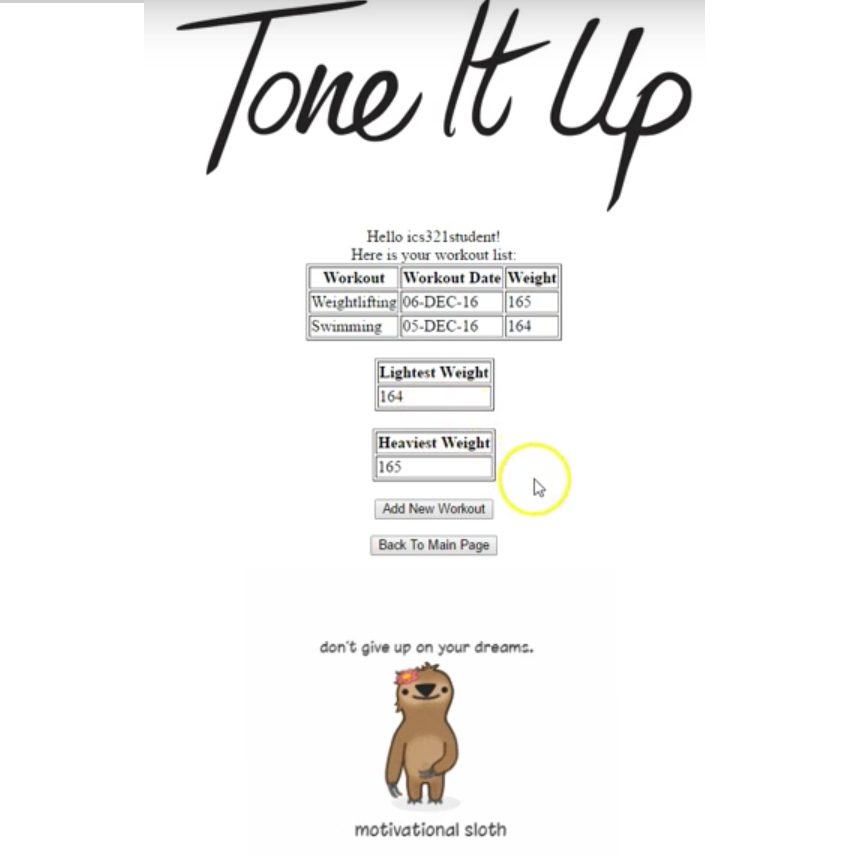 Tone It Up
Hello ics321student!
Here is your workout list:
Workout Workout Date Weight
Weightlifting 06-DEC-16 165
Swimming 05-DEC-16 164
Lightest Weight
164
Heaviest Weight
165
Add New Workout
Back To Main Page
don't give up on your dreams.
motivational sloth